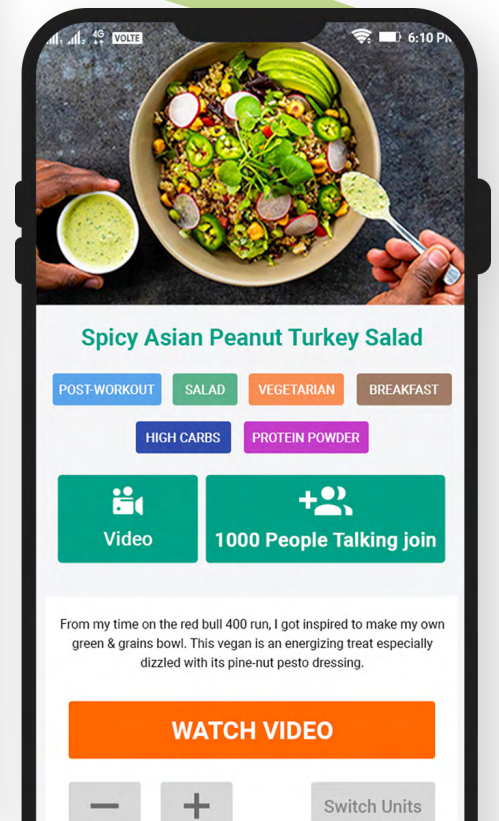 4G VOLTE 6:10
Spicy Asian Peanut Turkey Salad
POST-WORKOUT SALAD VEGETARIAN BREAKFAST
HIGH CARBS PROTEIN POWDER
Video 1000 People Talking join
From my time on the red bull 400 run, I got inspired to make my own
green & grains bowl. This vegan is an energizing treat especially
dizzled with its pine-nut pesto dressing.
WATCH VIDEO
Switch Units